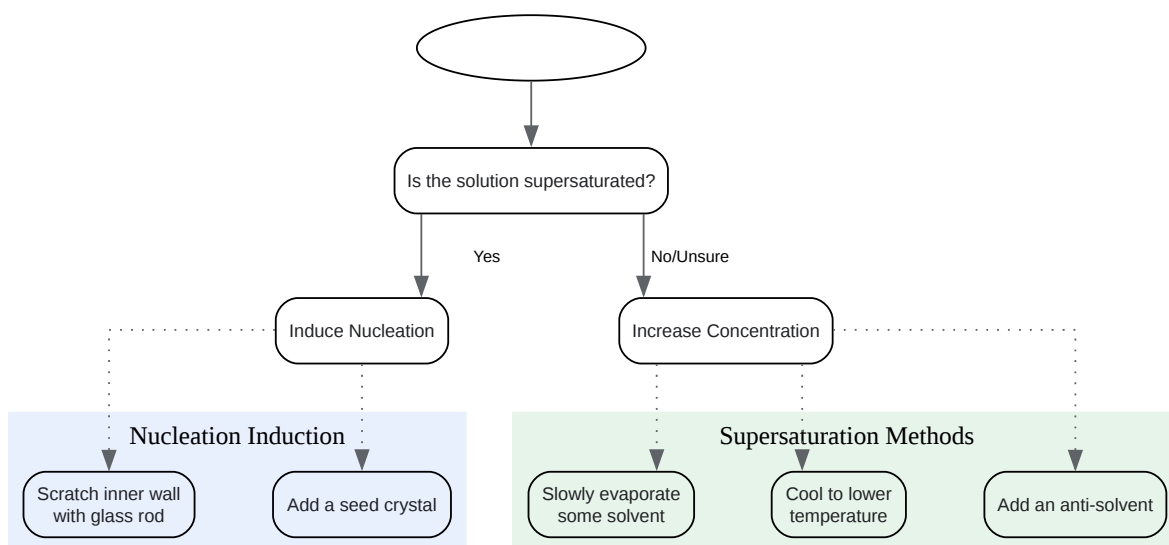 Is the solution supersaturated?
Yes
No/Unsure
Induce Nucleation
Increase Concentration
Nucleation Induction
Supersaturation Methods
Scratch inner wall
with glass rod
Add a seed crystal
Slowly evaporate
some solvent
Cool to lower
temperature
Add an anti-solvent